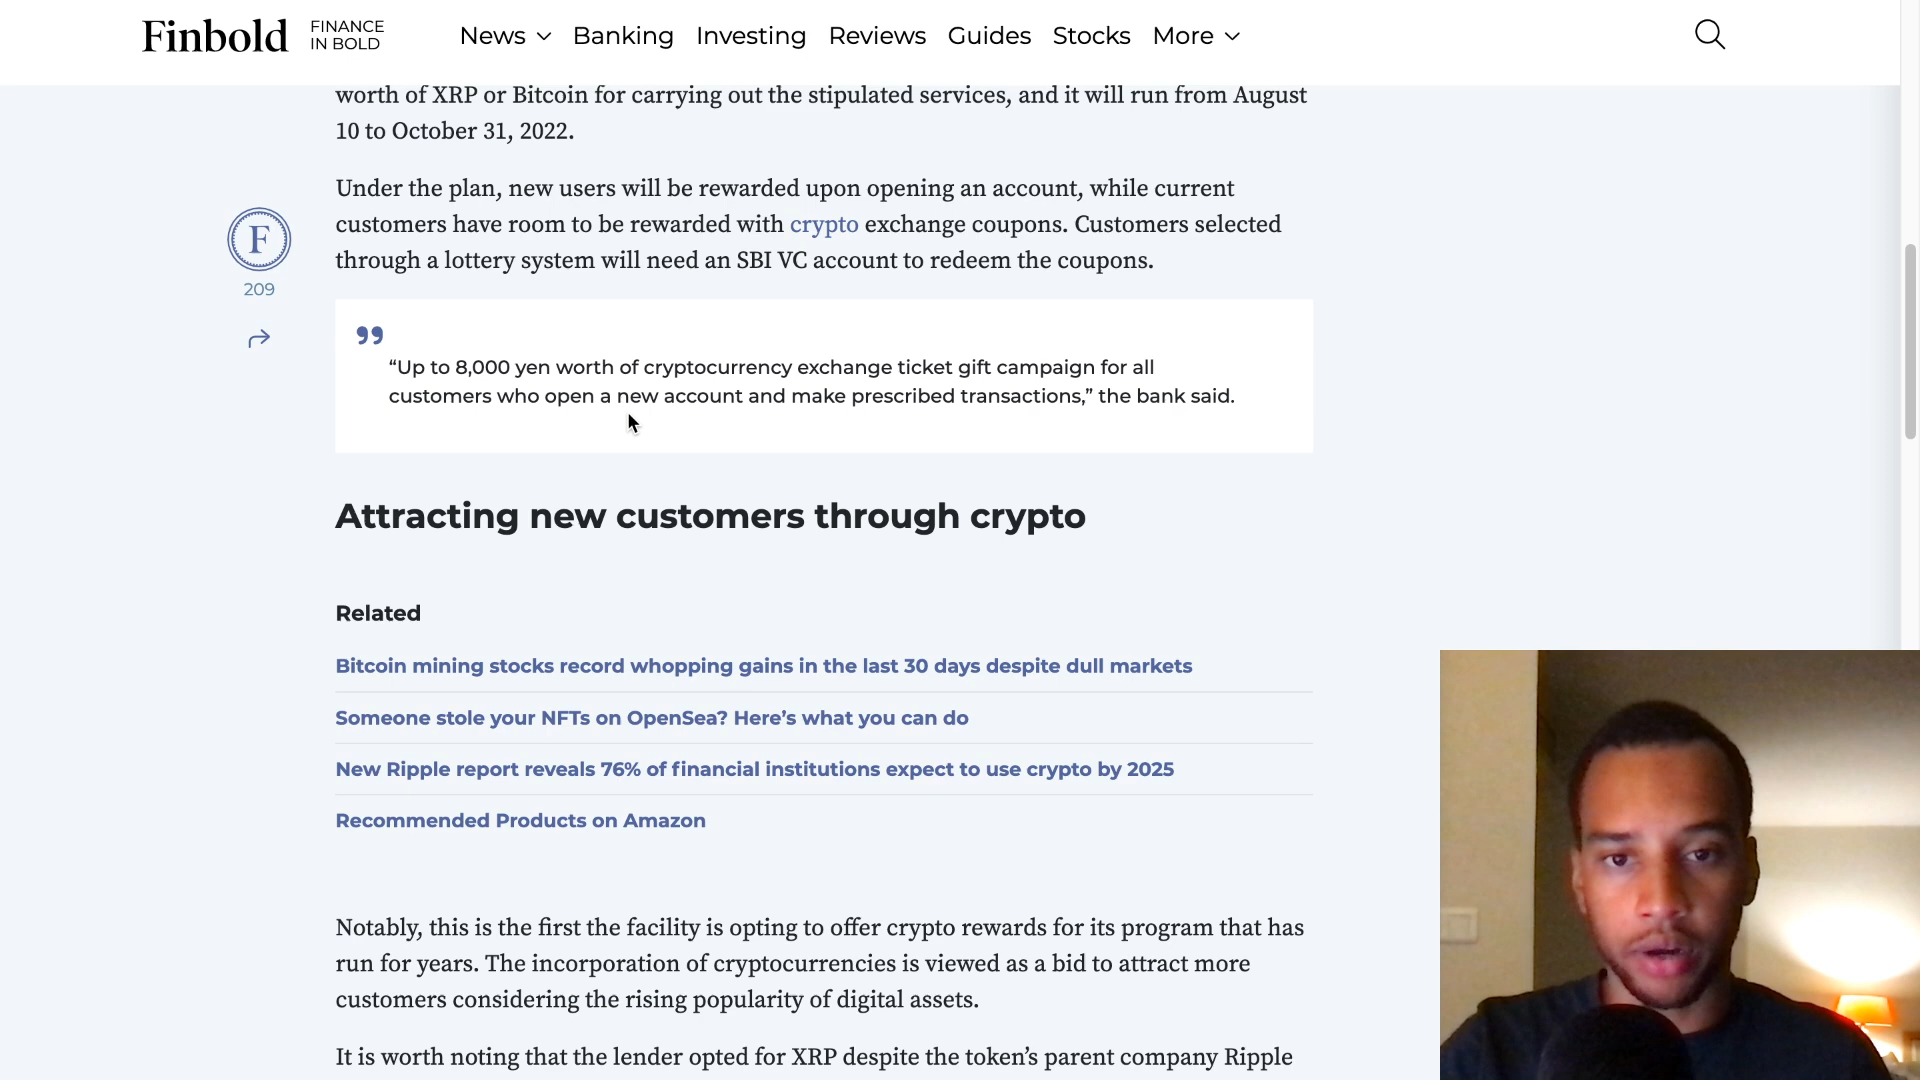 Finbold
FINANCE
IN BOLD
News Banking Investing Reviews Guides Stocks More
worth of XRP or Bitcoin for carrying out the stipulated services, and it will run from August
10 to October 31, 2022.
Under the plan, new users will be rewarded upon opening an account, while current
customers have room to be rewarded with crypto exchange coupons. Customers selected
through a lottery system will need an SBI VC account to redeem the coupons.
F
209
”
“Up to 8,000 yen worth of cryptocurrency exchange ticket gift campaign for all
customers who open a new account and make prescribed transactions,” the bank said.
Attracting new customers through crypto
Related
Bitcoin mining stocks record whopping gains in the last 30 days despite dull markets
Someone stole your NFTs on OpenSea? Here’s what you can do
New Ripple report reveals 76% of financial institutions expect to use crypto by 2025
Recommended Products on Amazon
Notably, this is the first the facility is opting to offer crypto rewards for its program that has
run for years. The incorporation of cryptocurrencies is viewed as a bid to attract more
customers considering the rising popularity of digital assets.
It is worth noting that the lender opted for XRP despite the token’s parent company Ripple